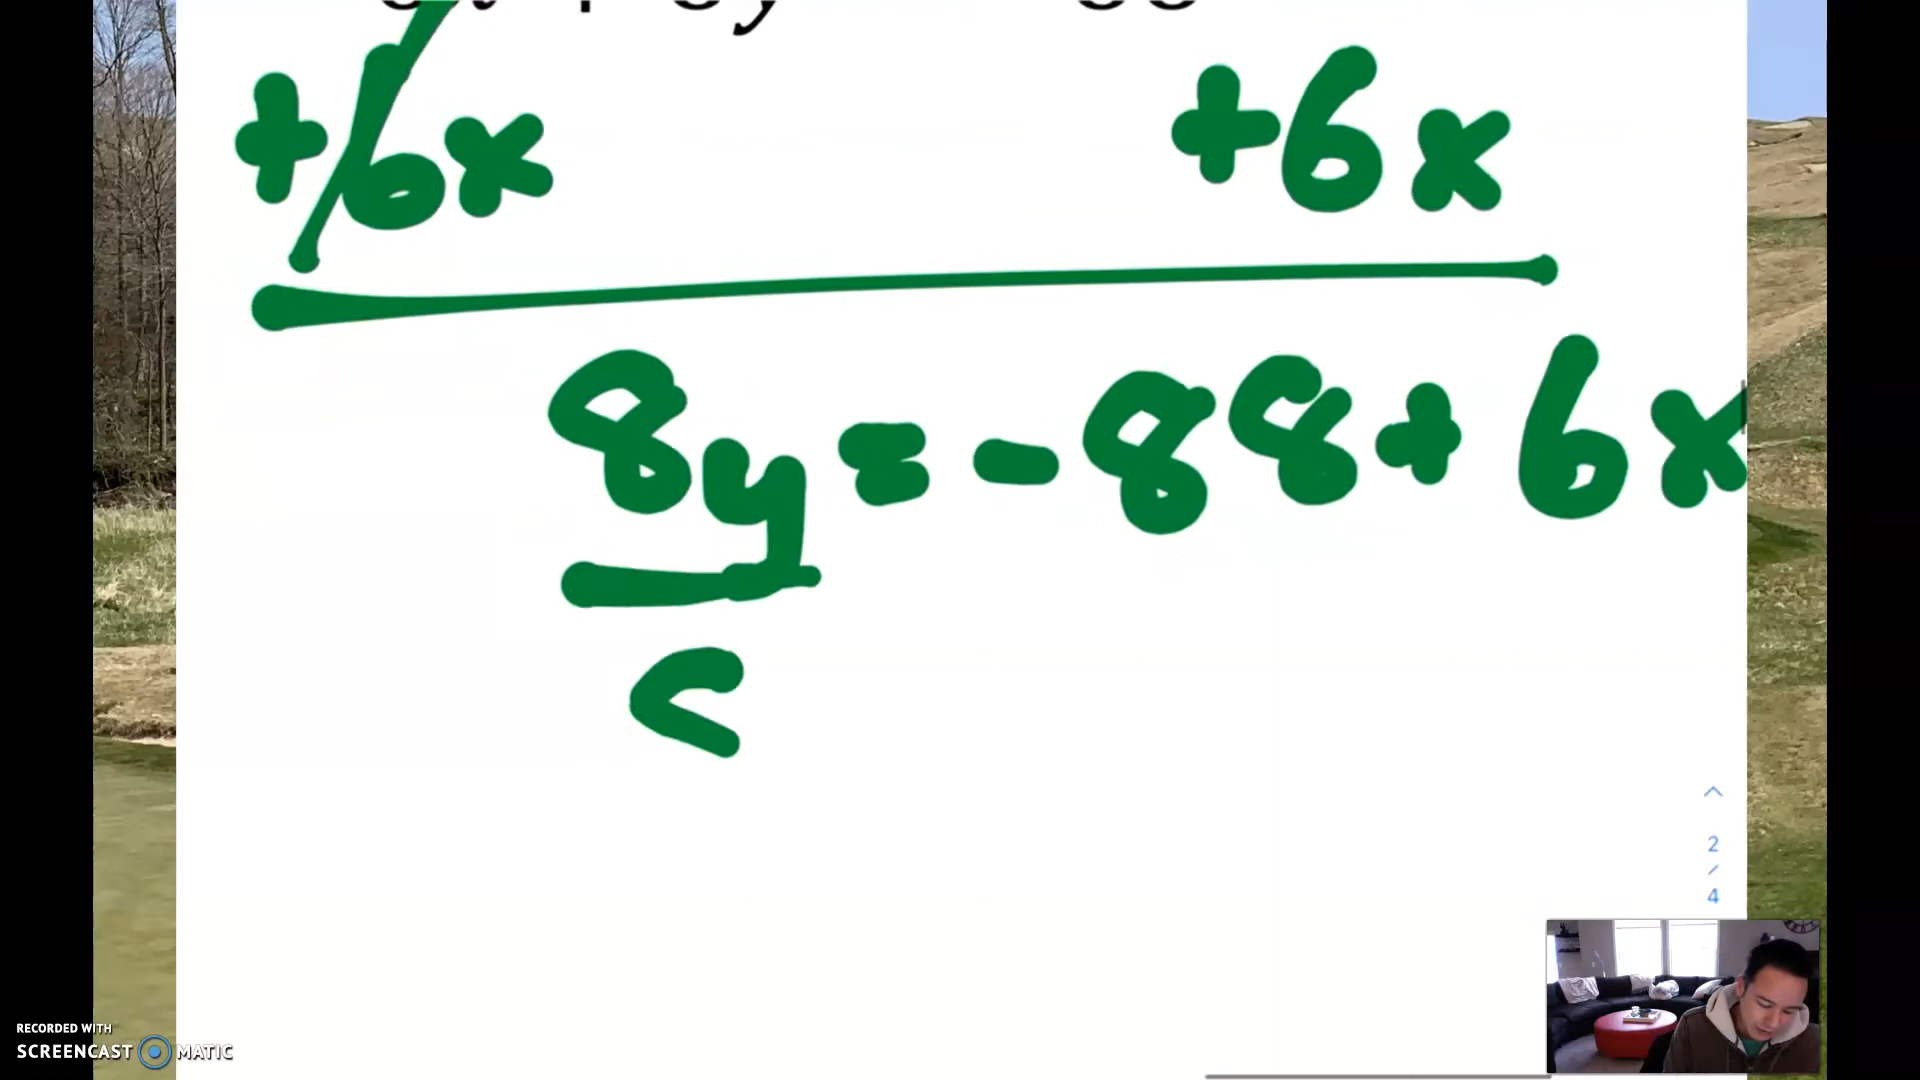 +6x +6x
8y = -88 + 6x
2
/
4
RECORDED WITH
SCREENCAST MATIC